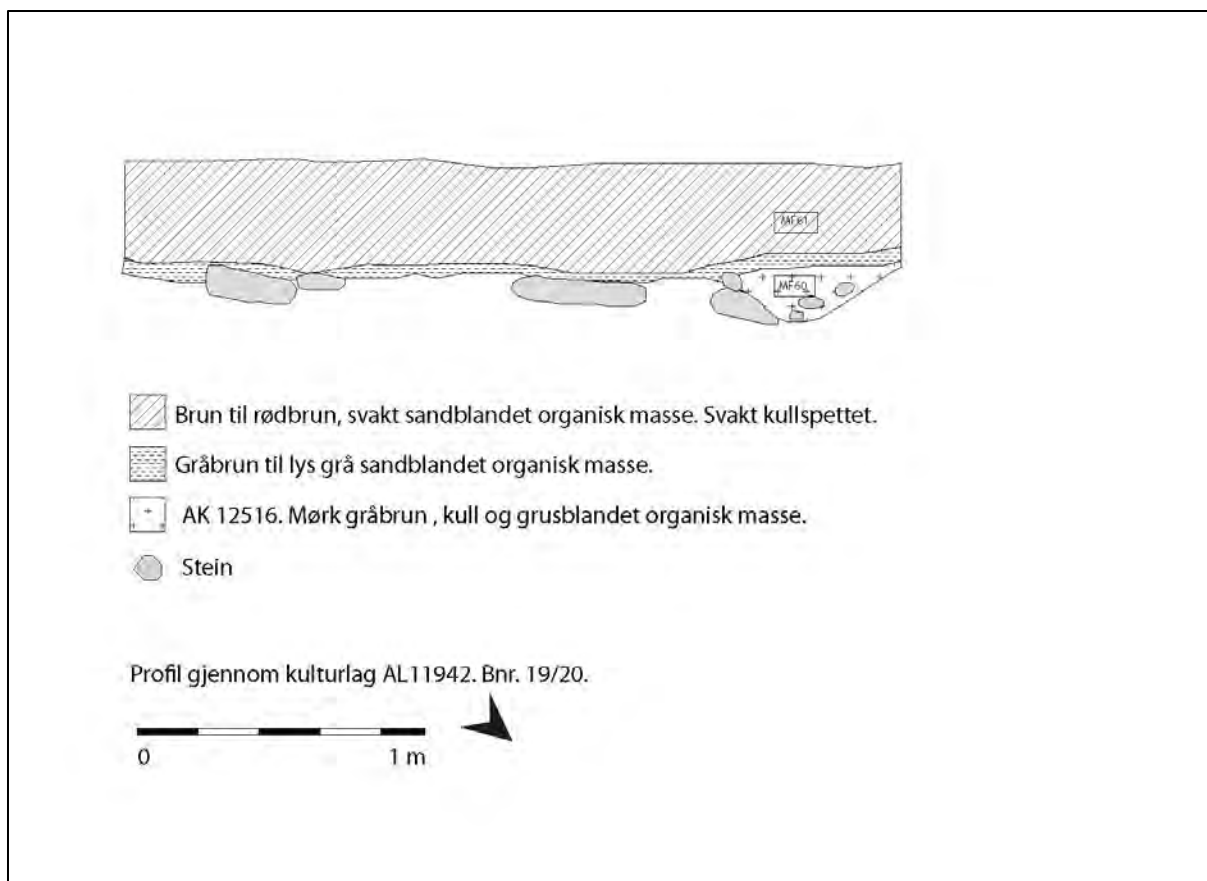 MF61
MF60
Brun til rødbrun, svakt sandblandet organisk masse. Svakt kullspettet.
Gråbrun til lys grå sandblandet organisk masse.
AK 12516. Mørk gråbrun , kull og grusblandet organisk masse.
Stein
Profil gjennom kulturlag AL11942. Bnr. 19/20.
0 1 m